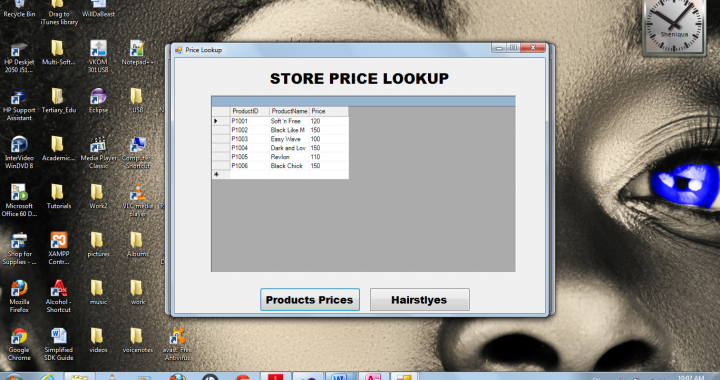 Recycle Bin
Drag to
iTunes library
WillDaBeast
Sheniqua
HP Deskjet
2050 J51...
Multi-Soft...
VKOM
301USB
Notepad++
HP Support
Assistant
Tertiary_Edu
Eclipse
USB
InterVideo
WinDVD 8
Academic...
Media Player
Classic
Computer -
Shortcut
Microsoft
Office 60 D...
Tutorials
Work2
VLC media
player
Shop for
Supplies - ...
XAMPP
Contr...
pictures
Albums
Mozilla
Firefox
Alcohol -
Shortcut
music
work
Google
Chrome
Simplified
SDK Guide
videos
voicenotes
avast! Free
Antivirus
Price Lookup
STORE PRICE LOOKUP
ProductID ProductName Price
P1001 Soft 'n Free 120
P1002 Black Like M 150
P1003 Easy Wave 100
P1004 Dark and Lov 150
P1005 Revlon 110
P1006 Black Chick 150
Products Prices
Hairstlyes
10:07 AM